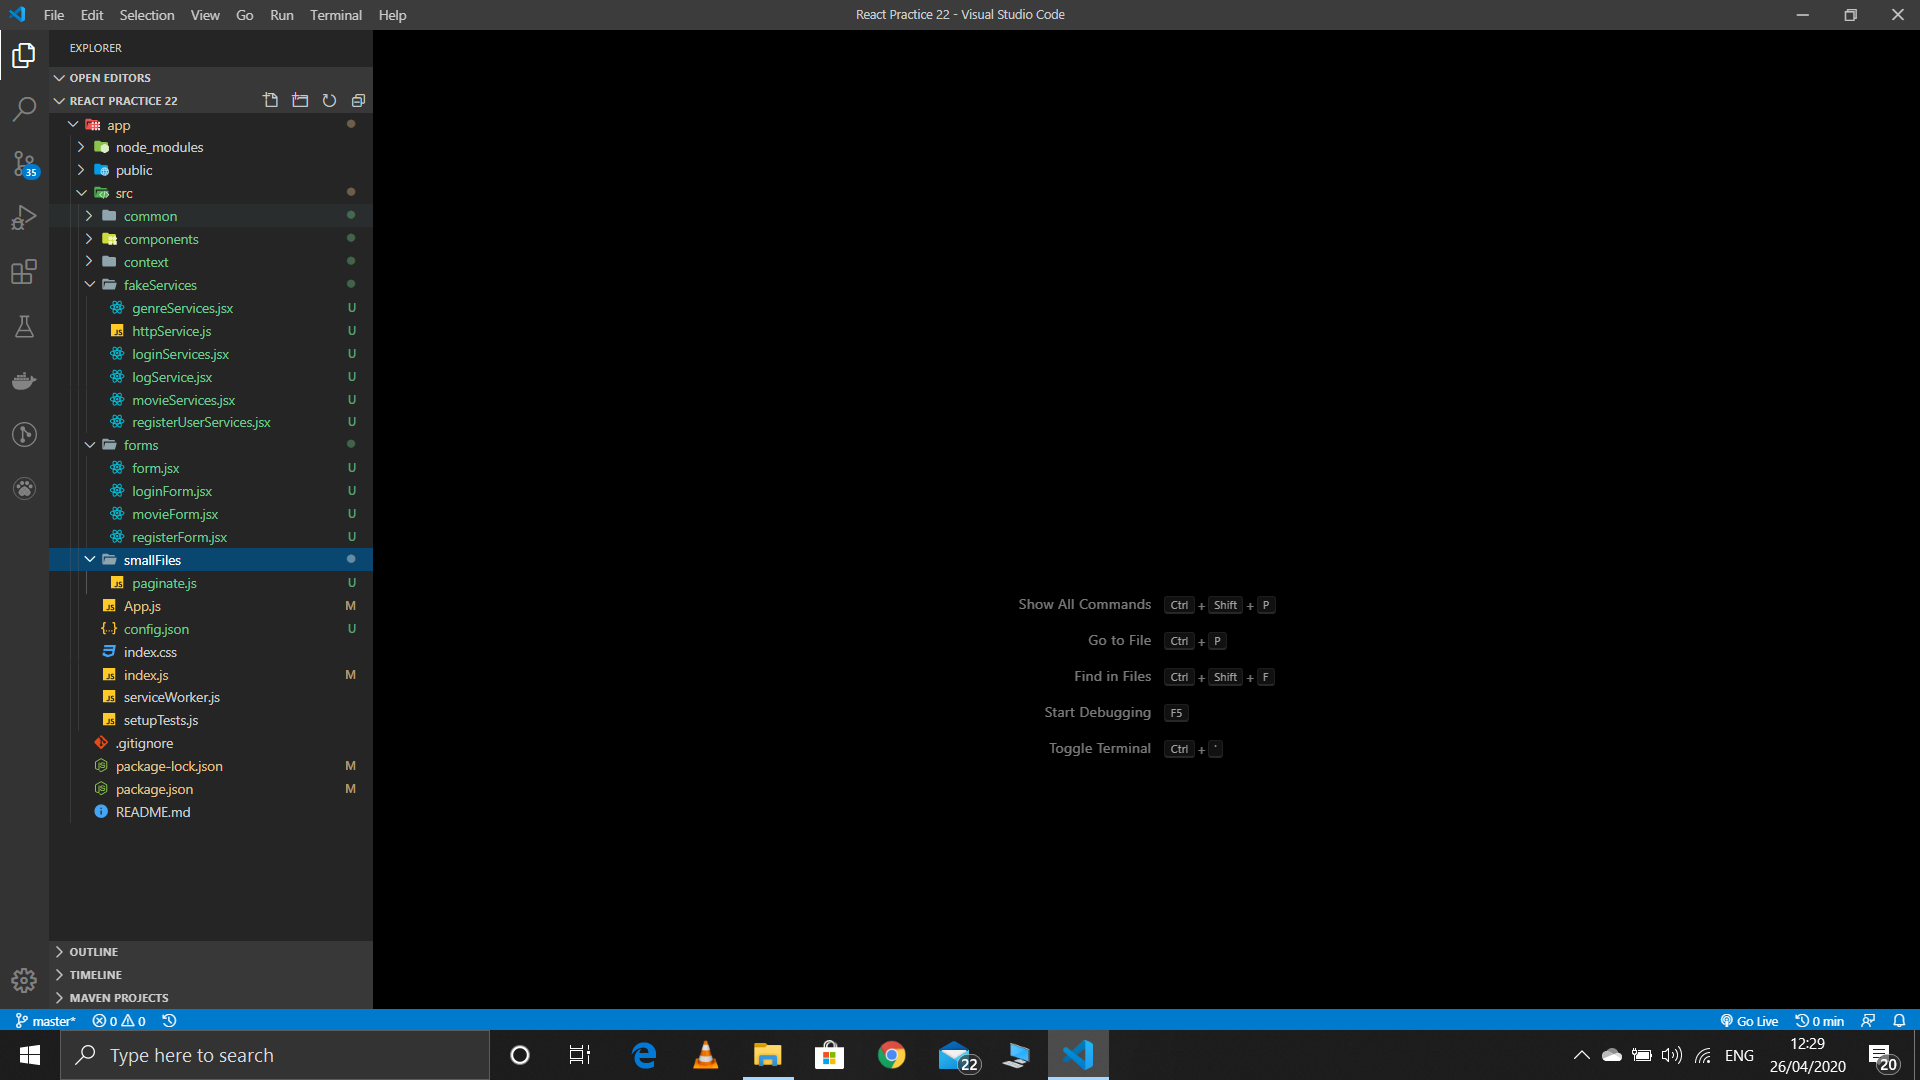 File Edit Selection View Go Run Terminal Help
React Practice 22 - Visual Studio Code
EXPLORER
OPEN EDITORS
REACT PRACTICE 22
app
node_modules
public
src
common
components
context
fakeServices
genreServices.jsx U
httpService.js U
loginServices.jsx U
logService.jsx U
movieServices.jsx U
registerUserServices.jsx U
forms
form.jsx U
loginForm.jsx U
movieForm.jsx U
registerForm.jsx U
smallFiles
JS paginate.js U
JS App.js M
{..} config.json U
index.css
JS index.js M
JS serviceWorker.js
JS setupTests.js
.gitignore
package-lock.json M
package.json M
README.md
OUTLINE
TIMELINE
MAVEN PROJECTS
35
Show All Commands Ctrl + Shift + P
Go to File Ctrl + P
Find in Files Ctrl + Shift + F
Start Debugging F5
Toggle Terminal Ctrl + `
master* 0 0
Go Live 0 min
Type here to search
22
ENG
12:29
26/04/2020
20